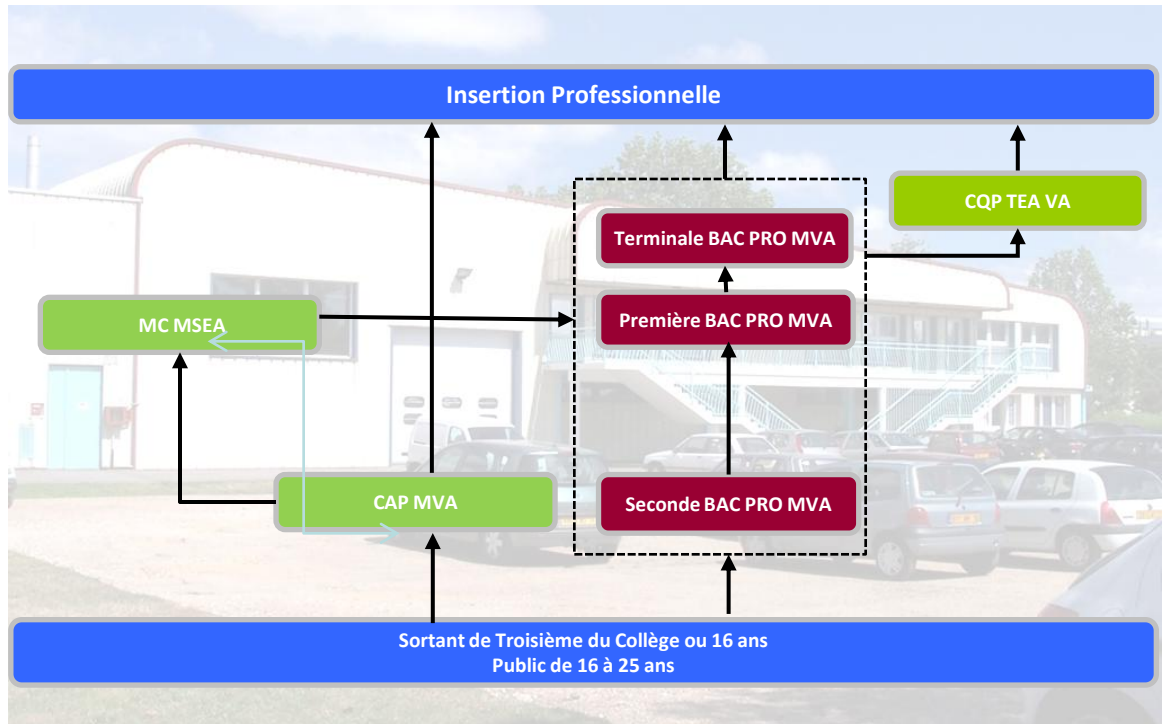 Insertion Professionnelle
CQP TEA VA
Terminale BAC PRO MVA
MC MSEA
Première BAC PRO MVA
CAP MVA
Seconde BAC PRO MVA
Sortant de Troisième du Collège ou 16 ans
Public de 16 à 25 ans